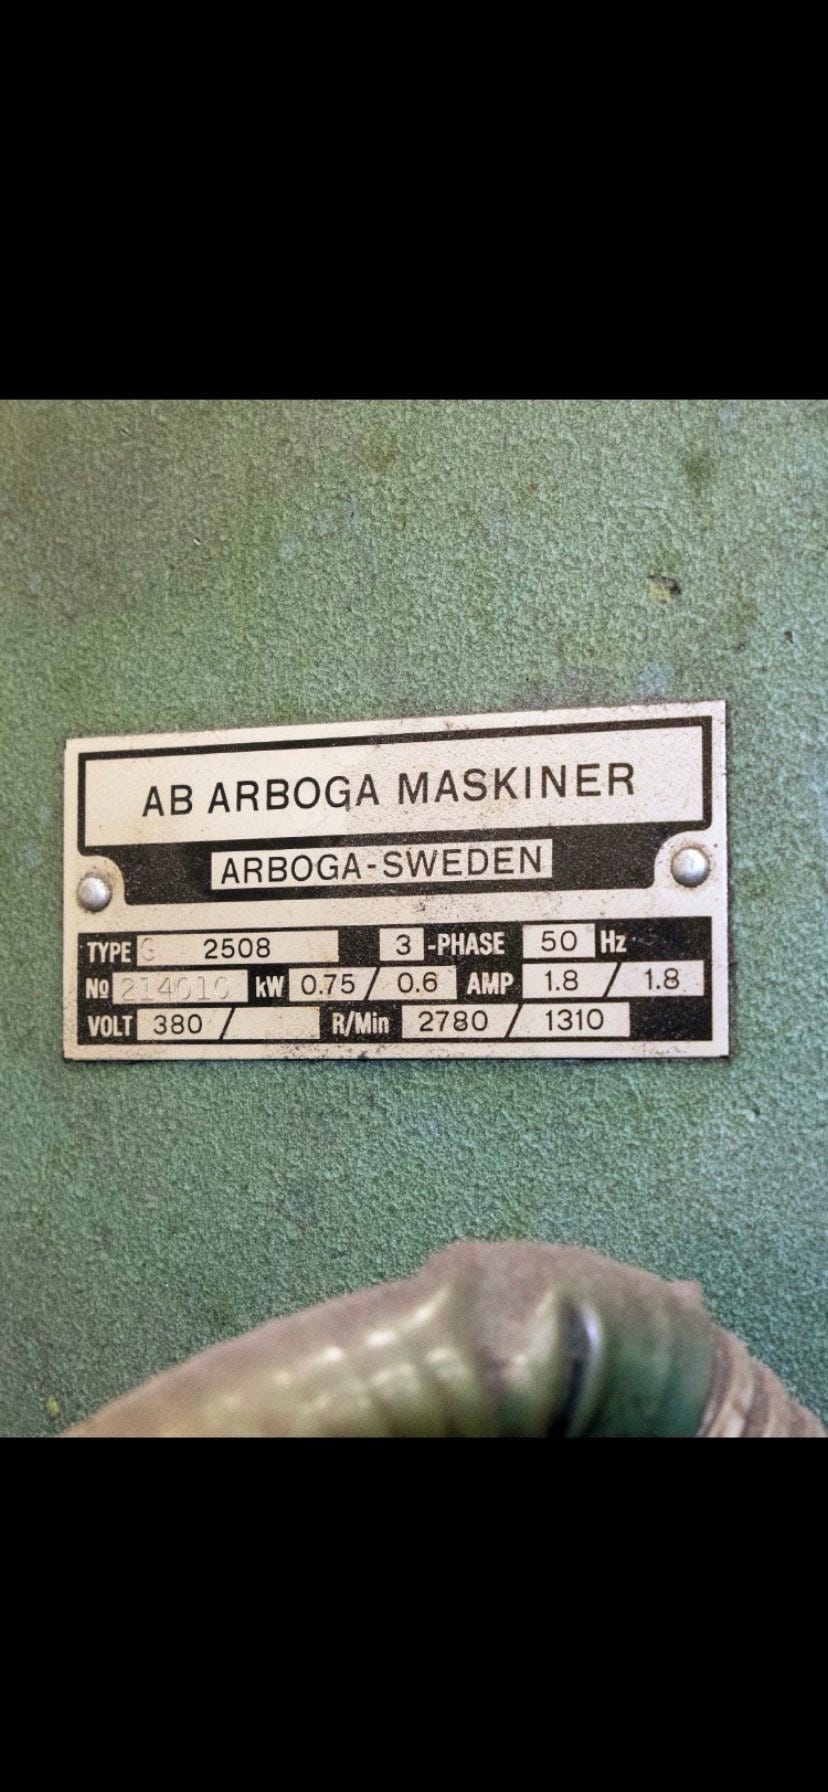 AB ARBOGA MASKINER
ARBOGA-SWEDEN
TYPE G 2508 3 -PHASE 50 Hz
No 214010 kW 0.75 / 0.6 AMP 1.8 / 1.8
VOLT 380 / R/Min 2780 / 1310